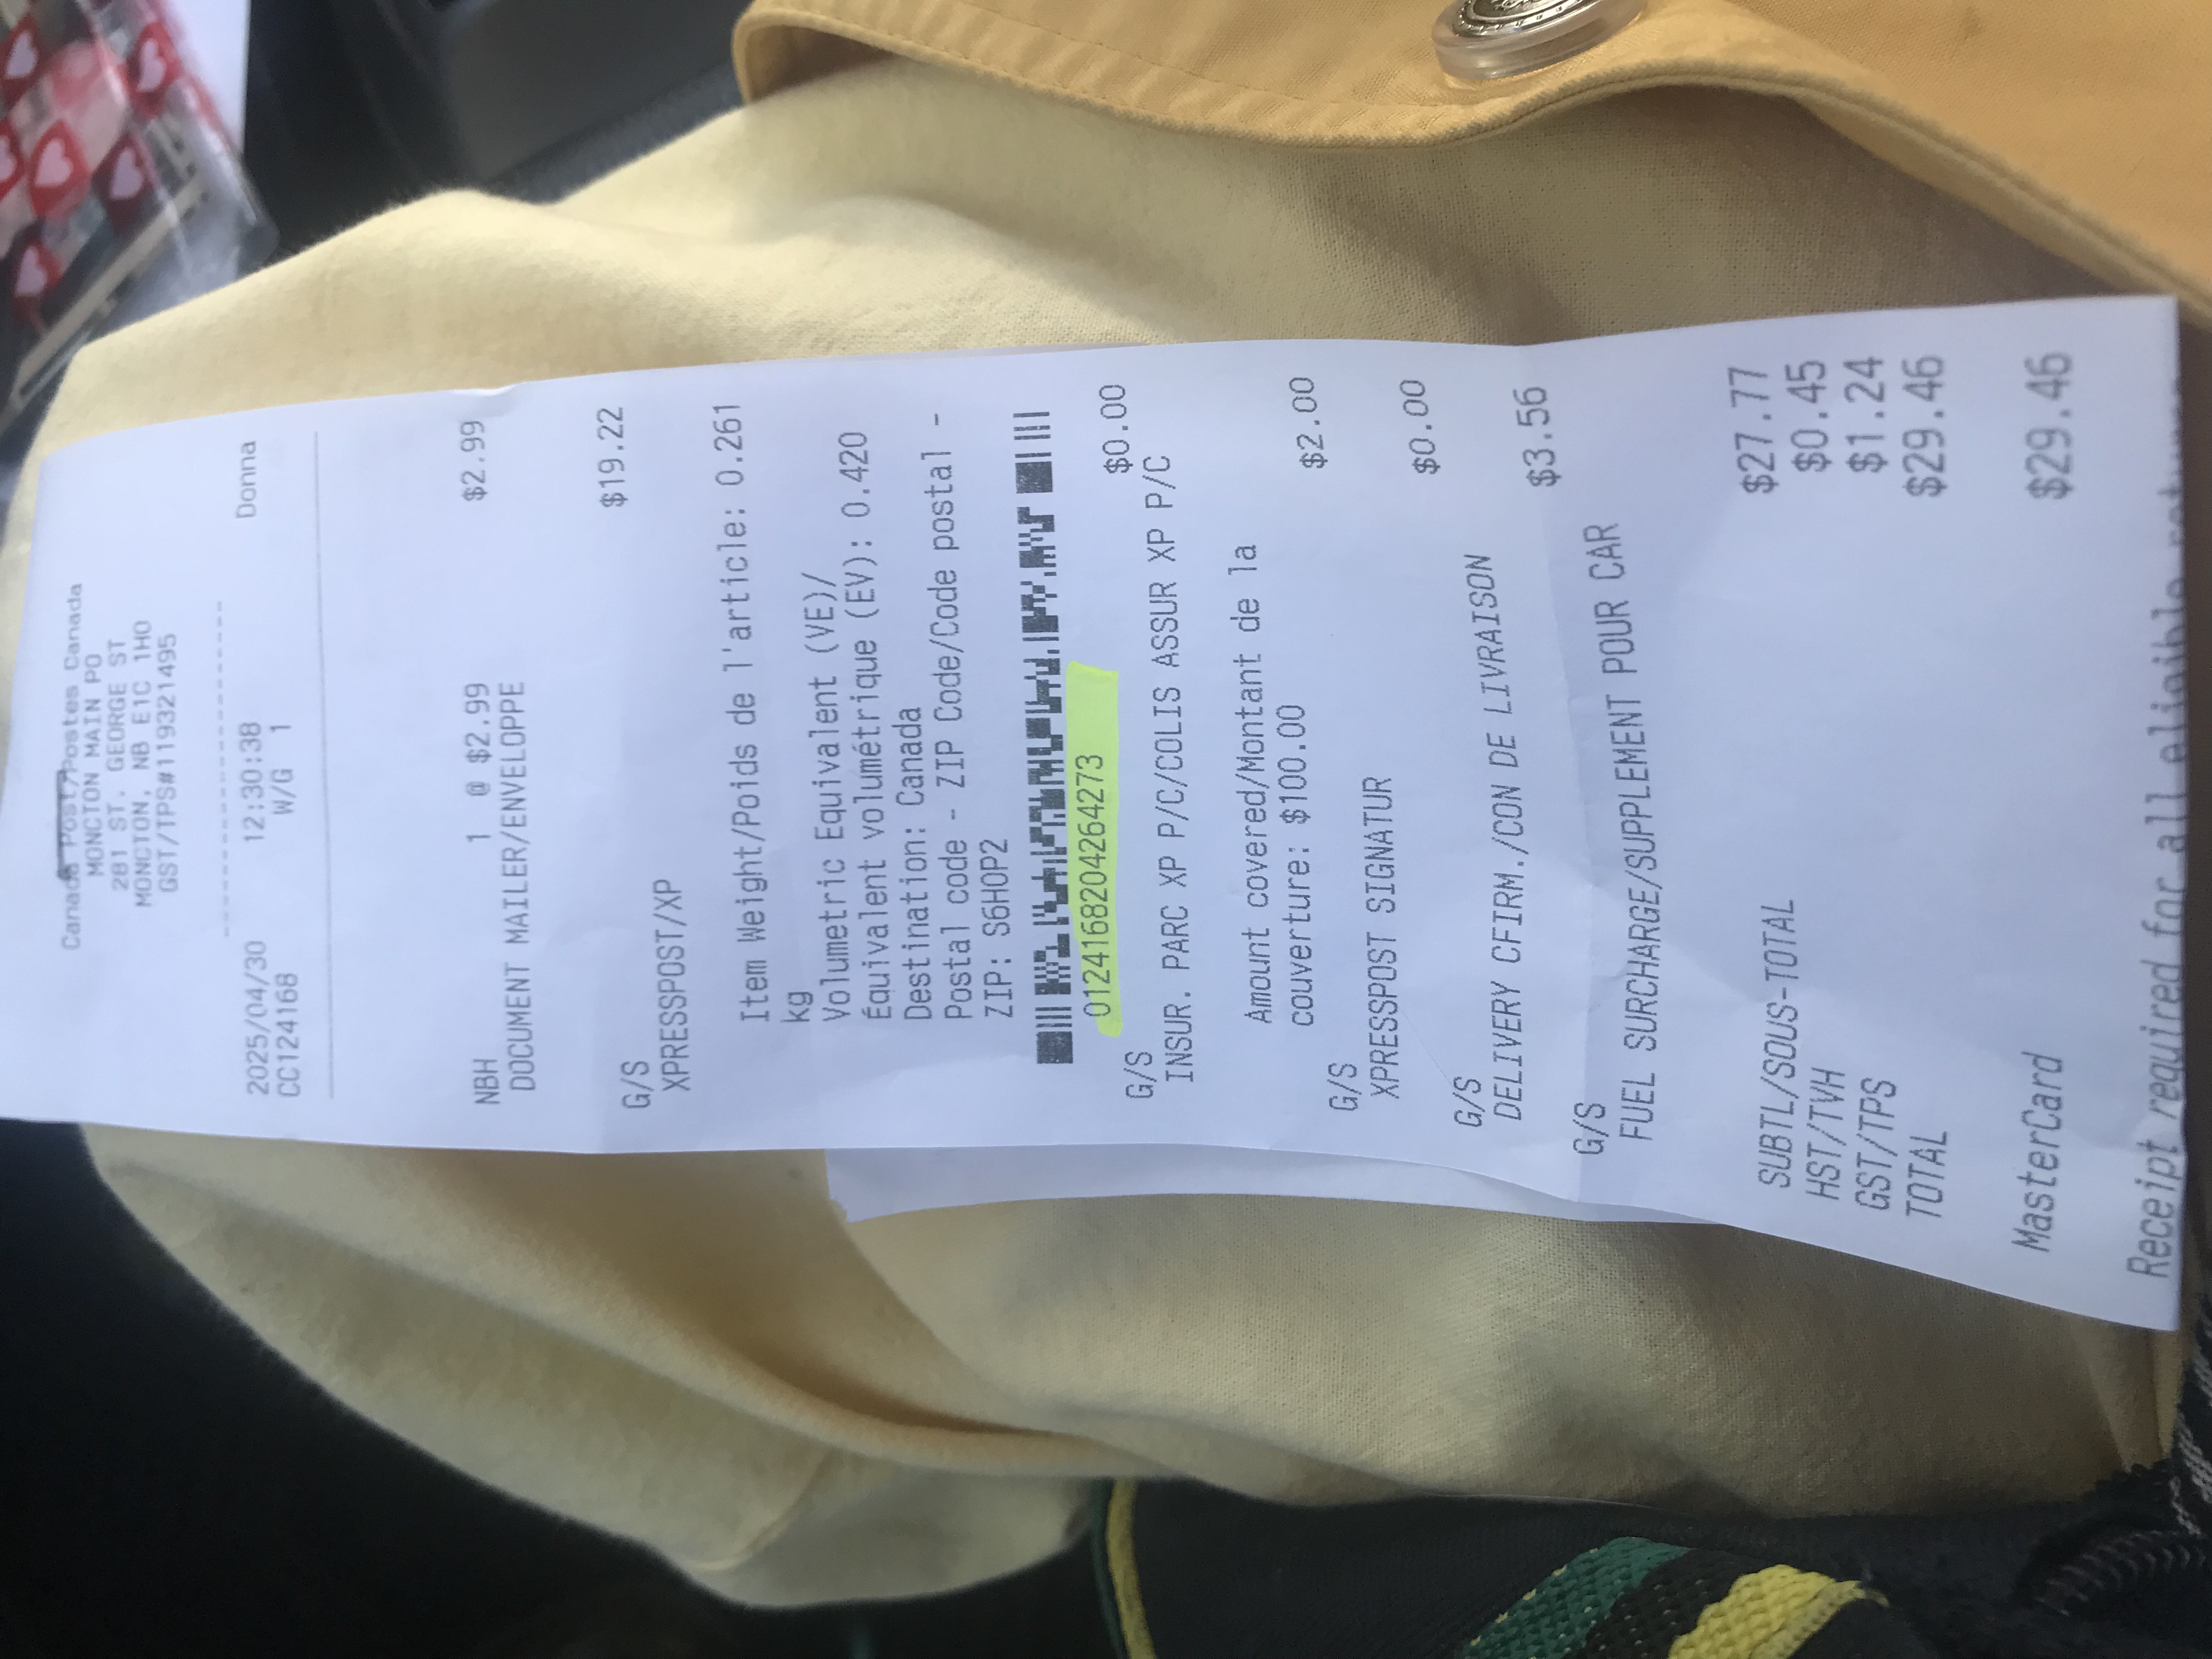 Canada Post/Postes Canada
MONCTON MAIN PO
281 ST. GEORGE ST
MONCTON, NB E1C 1H0
GST/TPS#119321495
2025/04/30 12:30:38 Donna
CC124168 W/G 1
NBH 1 @ $2.99 $2.99
DOCUMENT MAILER/ENVELOPPE
G/S $19.22
XPRESSPOST/XP
Item Weight/Poids de l'article: 0.261
kg
Volumetric Equivalent (VE)/
Équivalent volumétrique (EV): 0.420
Destination: Canada
Postal code - ZIP Code/Code postal -
ZIP: S6H0P2
0124168204264273
G/S $0.00
INSUR. PARC XP P/C/COLIS ASSUR XP P/C
Amount covered/Montant de la
couverture: $100.00
G/S $2.00
XPRESSPOST SIGNATUR
G/S $0.00
DELIVERY CFIRM./CON DE LIVRAISON
G/S $3.56
FUEL SURCHARGE/SUPPLEMENT POUR CAR
SUBTL/SOUS-TOTAL $27.77
HST/TVH $0.45
GST/TPS $1.24
TOTAL $29.46
MasterCard $29.46
Receipt required for all eligible